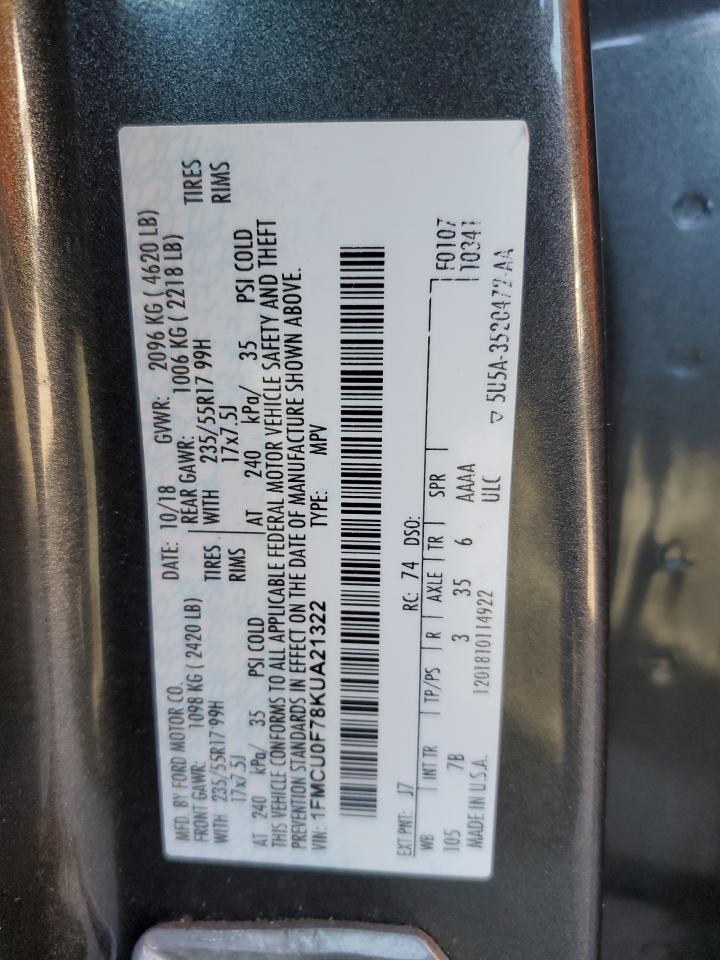 MFD. BY FORD MOTOR CO.
DATE: 10/18 GVWR: 2096 KG ( 4620 LB)
FRONT GAWR: 1098 KG ( 2420 LB) REAR GAWR: 1006 KG ( 2218 LB)
WITH 235/55R17 99H TIRES WITH 235/55R17 99H TIRES
17x7.5J RIMS 17x7.5J RIMS
AT 240 kPa/ 35 PSI COLD AT 240 kPa/ 35 PSI COLD
THIS VEHICLE CONFORMS TO ALL APPLICABLE FEDERAL MOTOR VEHICLE SAFETY AND THEFT
PREVENTION STANDARDS IN EFFECT ON THE DATE OF MANUFACTURE SHOWN ABOVE.
VIN: 1FMCU0F78KUA21322
TYPE: MPV
EXT PNT: J7 RC: 74 DSO: F0107
WB INT TR TP/PS R AXLE TR SPR T0341
105 7B 3 35 6 AAAA
ULC
MADE IN U.S.A. 1201810114922 ▽ 5U5A-3520472-AA